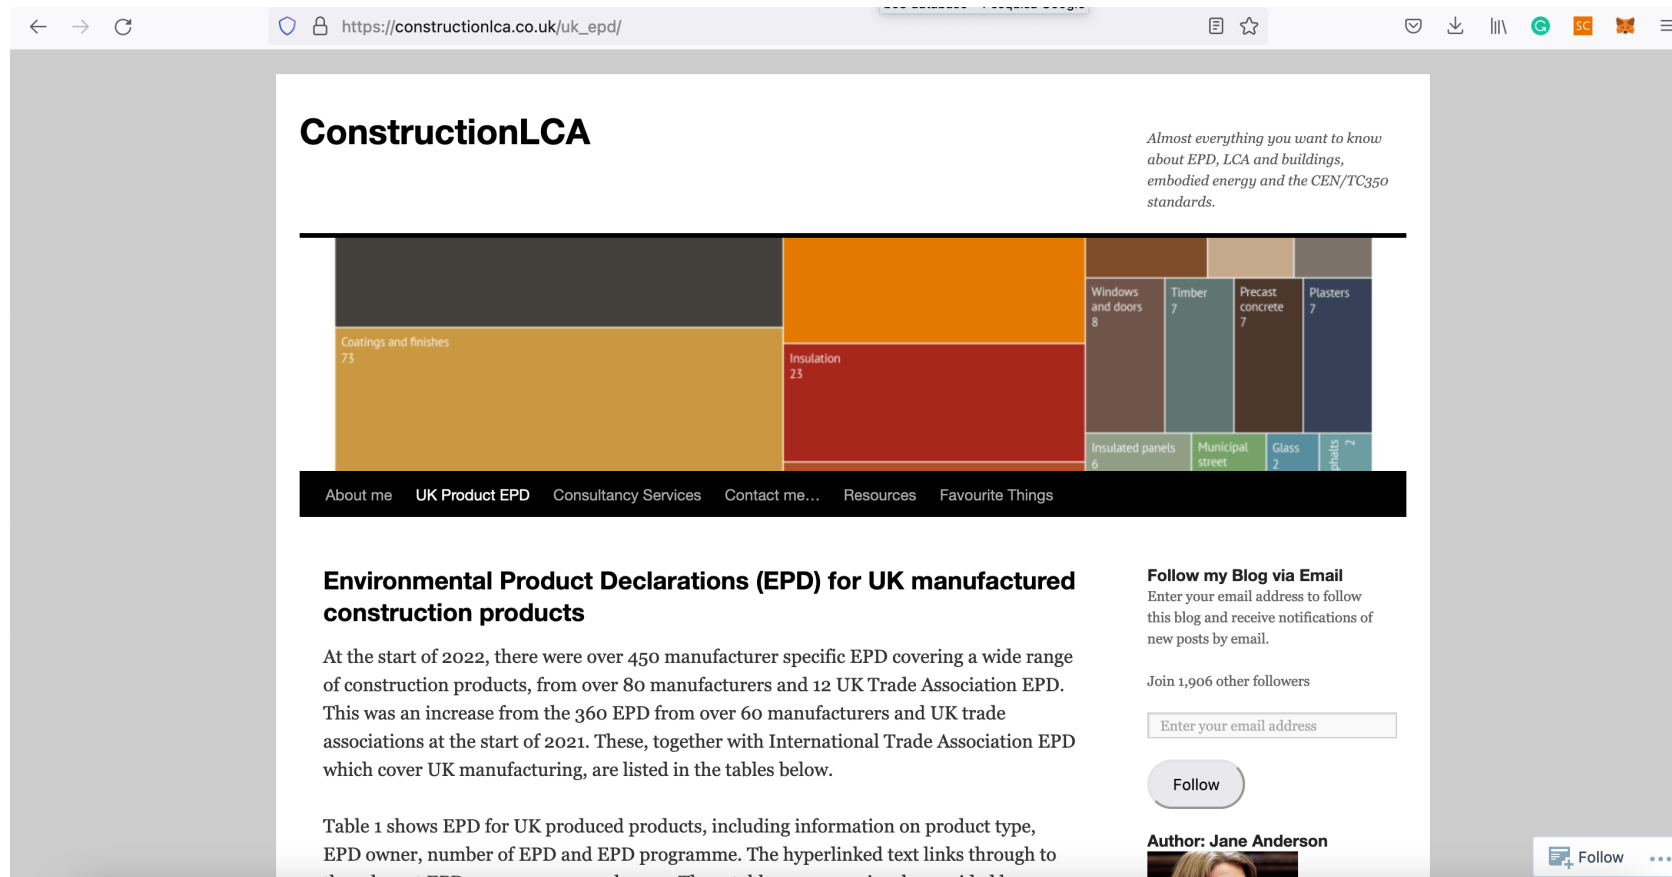 https://constructionlca.co.uk/uk_epd/
SC
ConstructionLCA
Almost everything you want to know
about EPD, LCA and buildings,
embodied energy and the CEN/TC350
standards.
Coatings and finishes
73
Insulation
23
Windows
and doors
8
Timber
7
Precast
concrete
7
Plasters
7
Insulated panels
6
Municipal
street
Glass
2
2
About me UK Product EPD Consultancy Services Contact me… Resources Favourite Things
Environmental Product Declarations (EPD) for UK manufactured
construction products
At the start of 2022, there were over 450 manufacturer specific EPD covering a wide range
of construction products, from over 80 manufacturers and 12 UK Trade Association EPD.
This was an increase from the 360 EPD from over 60 manufacturers and UK trade
associations at the start of 2021. These, together with International Trade Association EPD
which cover UK manufacturing, are listed in the tables below.
Table 1 shows EPD for UK produced products, including information on product type,
EPD owner, number of EPD and EPD programme. The hyperlinked text links through to
Follow my Blog via Email
Enter your email address to follow
this blog and receive notifications of
new posts by email.
Join 1,906 other followers
Enter your email address
Follow
Author: Jane Anderson
Follow